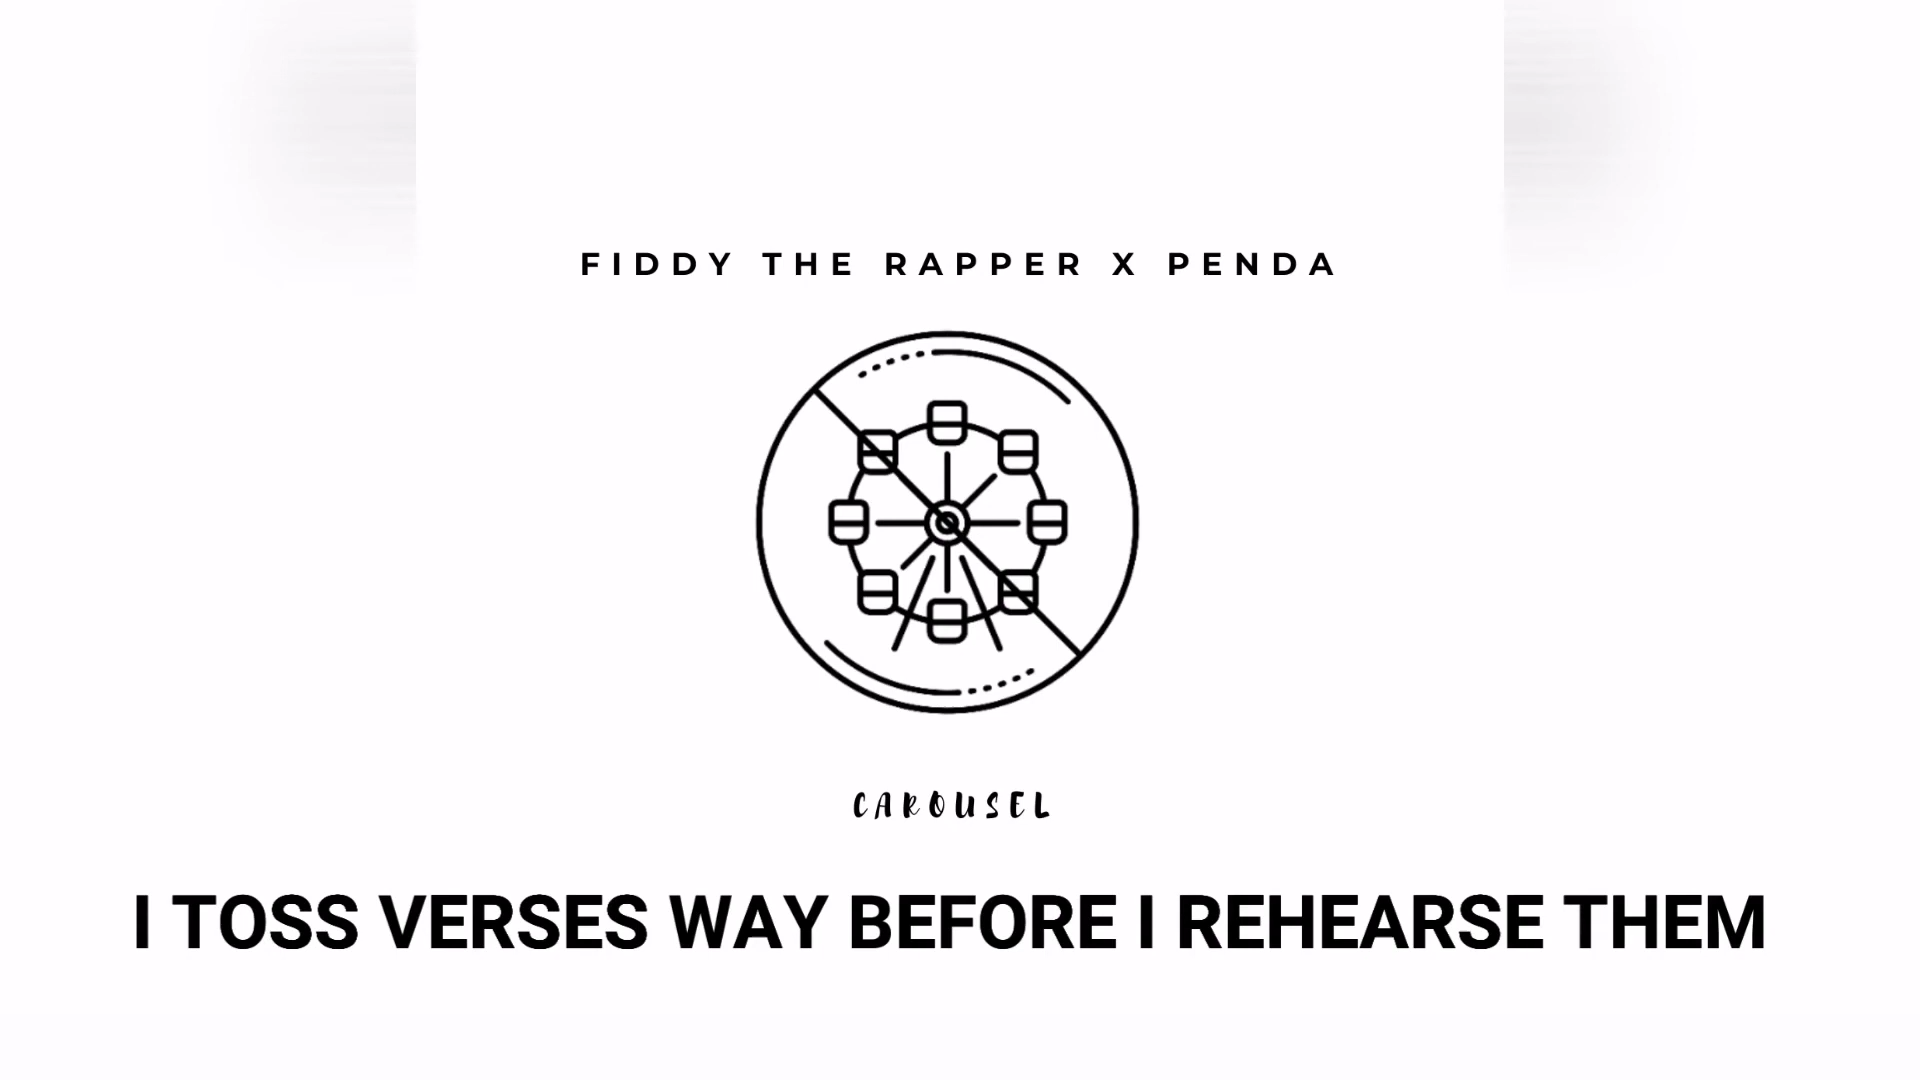 FIDDY THE RAPPER X PENDA
CAROUSEL
I TOSS VERSES WAY BEFORE I REHEARSE THEM